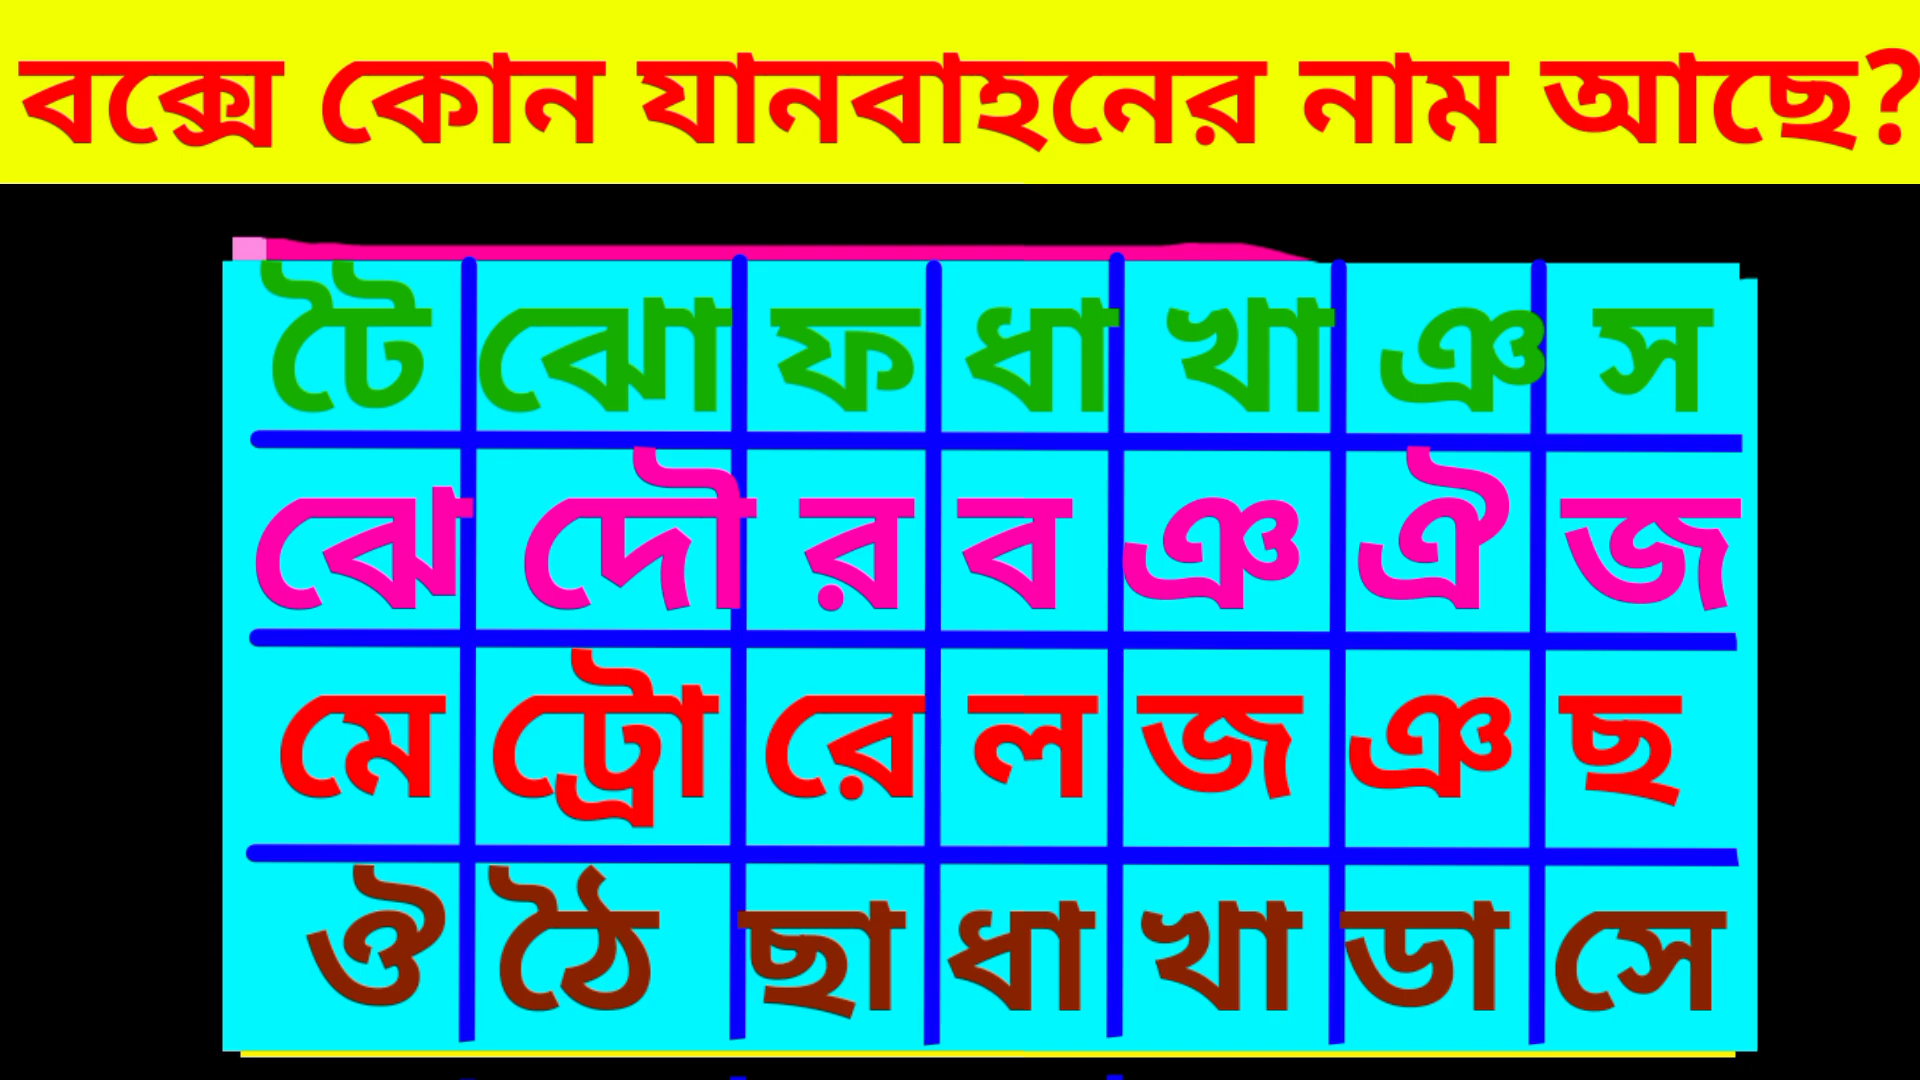 বক্সে কোন যানবাহনের নাম আছে?
টৈ ঝো ফ ধা খা ঞ স
ঝে দৌ র ব ঞ ঐ জ
মে ট্রো রে ল জ ঞ ছ
ঔ ঠৈ ছা ধা খা ডা সে